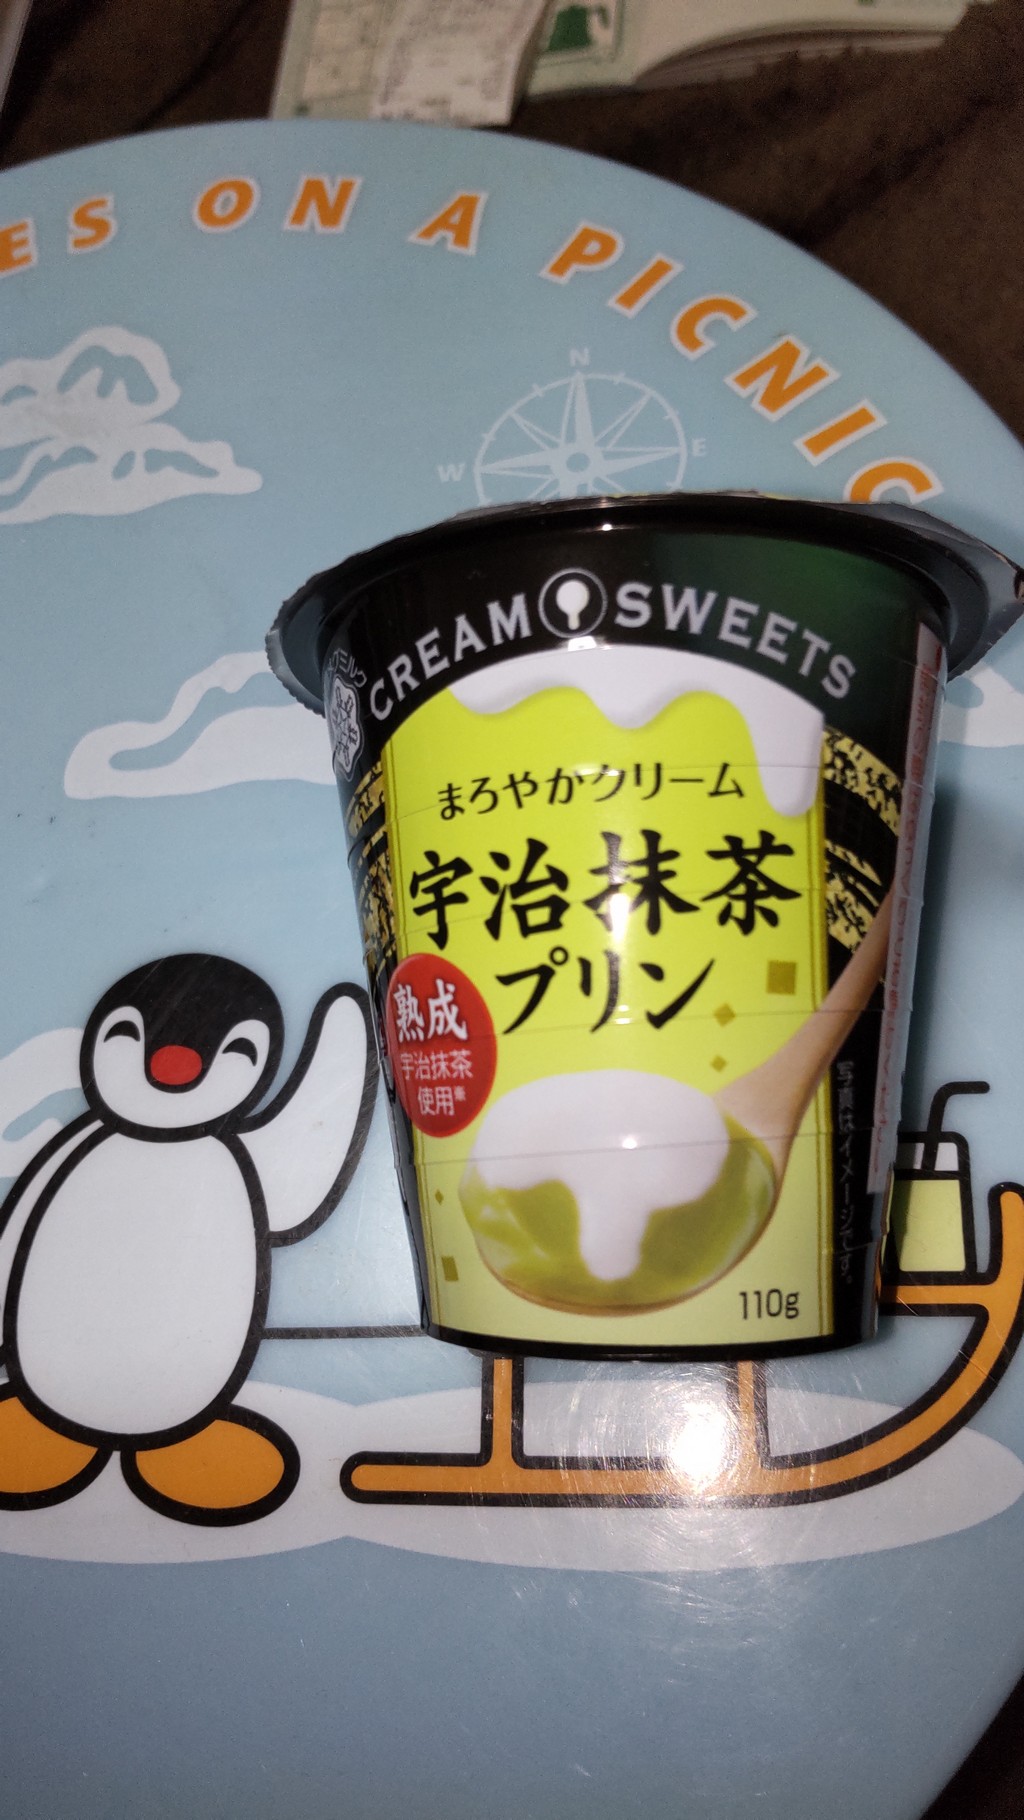 ES ON A PICNIC
N
W
E
CREAM SWEETS
まろやかクリーム
宇治抹茶
プリン
熟成
宇治抹茶
使用※
写真はイメージです。
110g